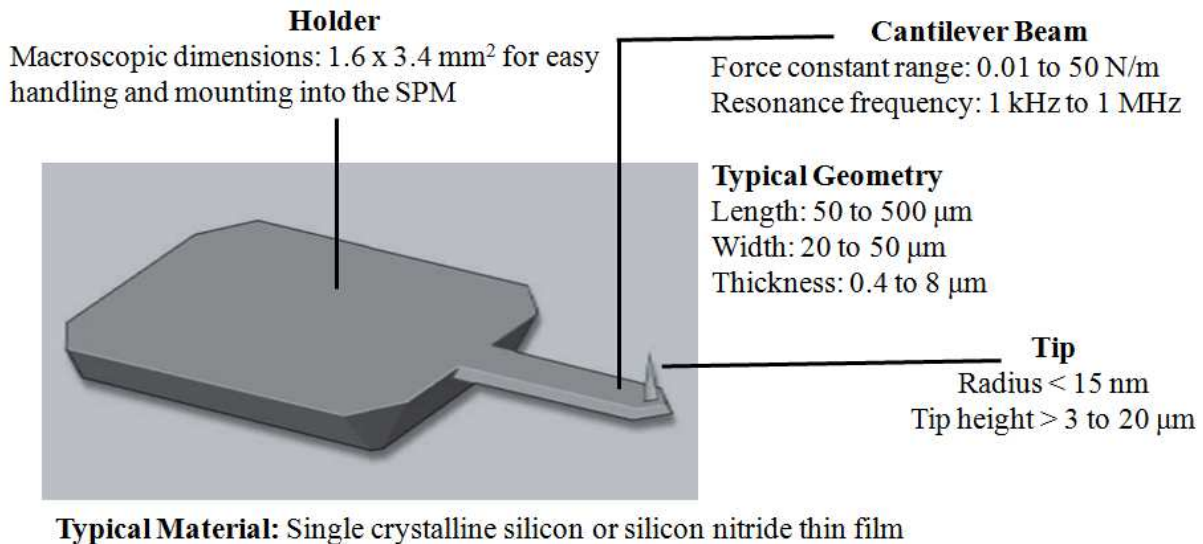 Holder
Macroscopic dimensions: 1.6 x 3.4 mm² for easy
handling and mounting into the SPM
Cantilever Beam
Force constant range: 0.01 to 50 N/m
Resonance frequency: 1 kHz to 1 MHz
Typical Geometry
Length: 50 to 500 μm
Width: 20 to 50 μm
Thickness: 0.4 to 8 μm
Tip
Radius < 15 nm
Tip height > 3 to 20 μm
Typical Material: Single crystalline silicon or silicon nitride thin film